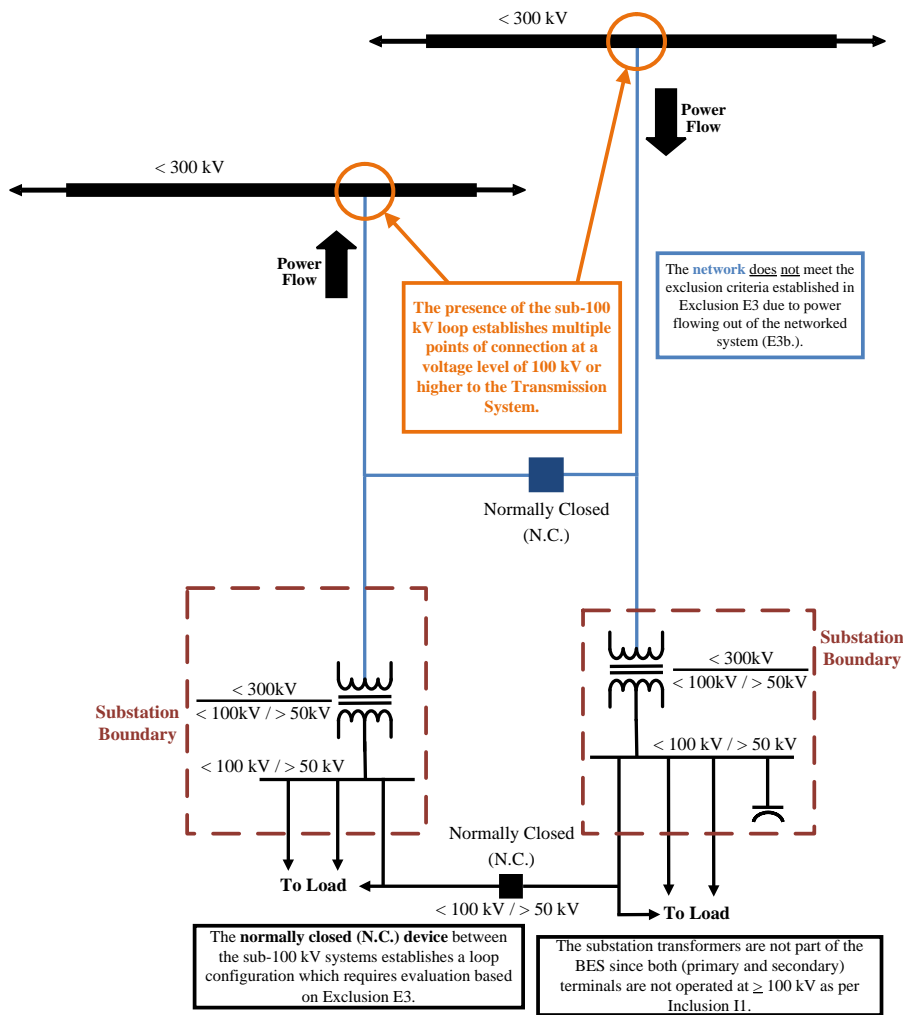 < 300 kV
Power
Flow
< 300 kV
Power
Flow
The network does not meet the
exclusion criteria established in
Exclusion E3 due to power
flowing out of the networked
system (E3b.).
The presence of the sub-100
kV loop establishes multiple
points of connection at a
voltage level of 100 kV or
higher to the Transmission
System.
Normally Closed
(N.C.)
Substation
Boundary
< 300kV
< 100kV / > 50kV
< 300kV
< 100kV / > 50kV
Substation
Boundary
< 100 kV / > 50 kV
< 100 kV / > 50 kV
Normally Closed
(N.C.)
To Load
< 100 kV / > 50 kV
To Load
The normally closed (N.C.) device between
the sub-100 kV systems establishes a loop
configuration which requires evaluation based
on Exclusion E3.
The substation transformers are not part of the
BES since both (primary and secondary)
terminals are not operated at > 100 kV as per
Inclusion I1.